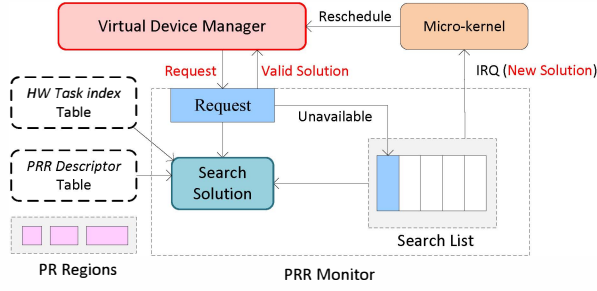 Virtual Device Manager
Reschedule
Micro-kernel
Request
Valid Solution
IRQ (New Solution)
HW Task index
Table
Request
Unavailable
PRR Descriptor
Table
Search
Solution
Search List
PR Regions
PRR Monitor